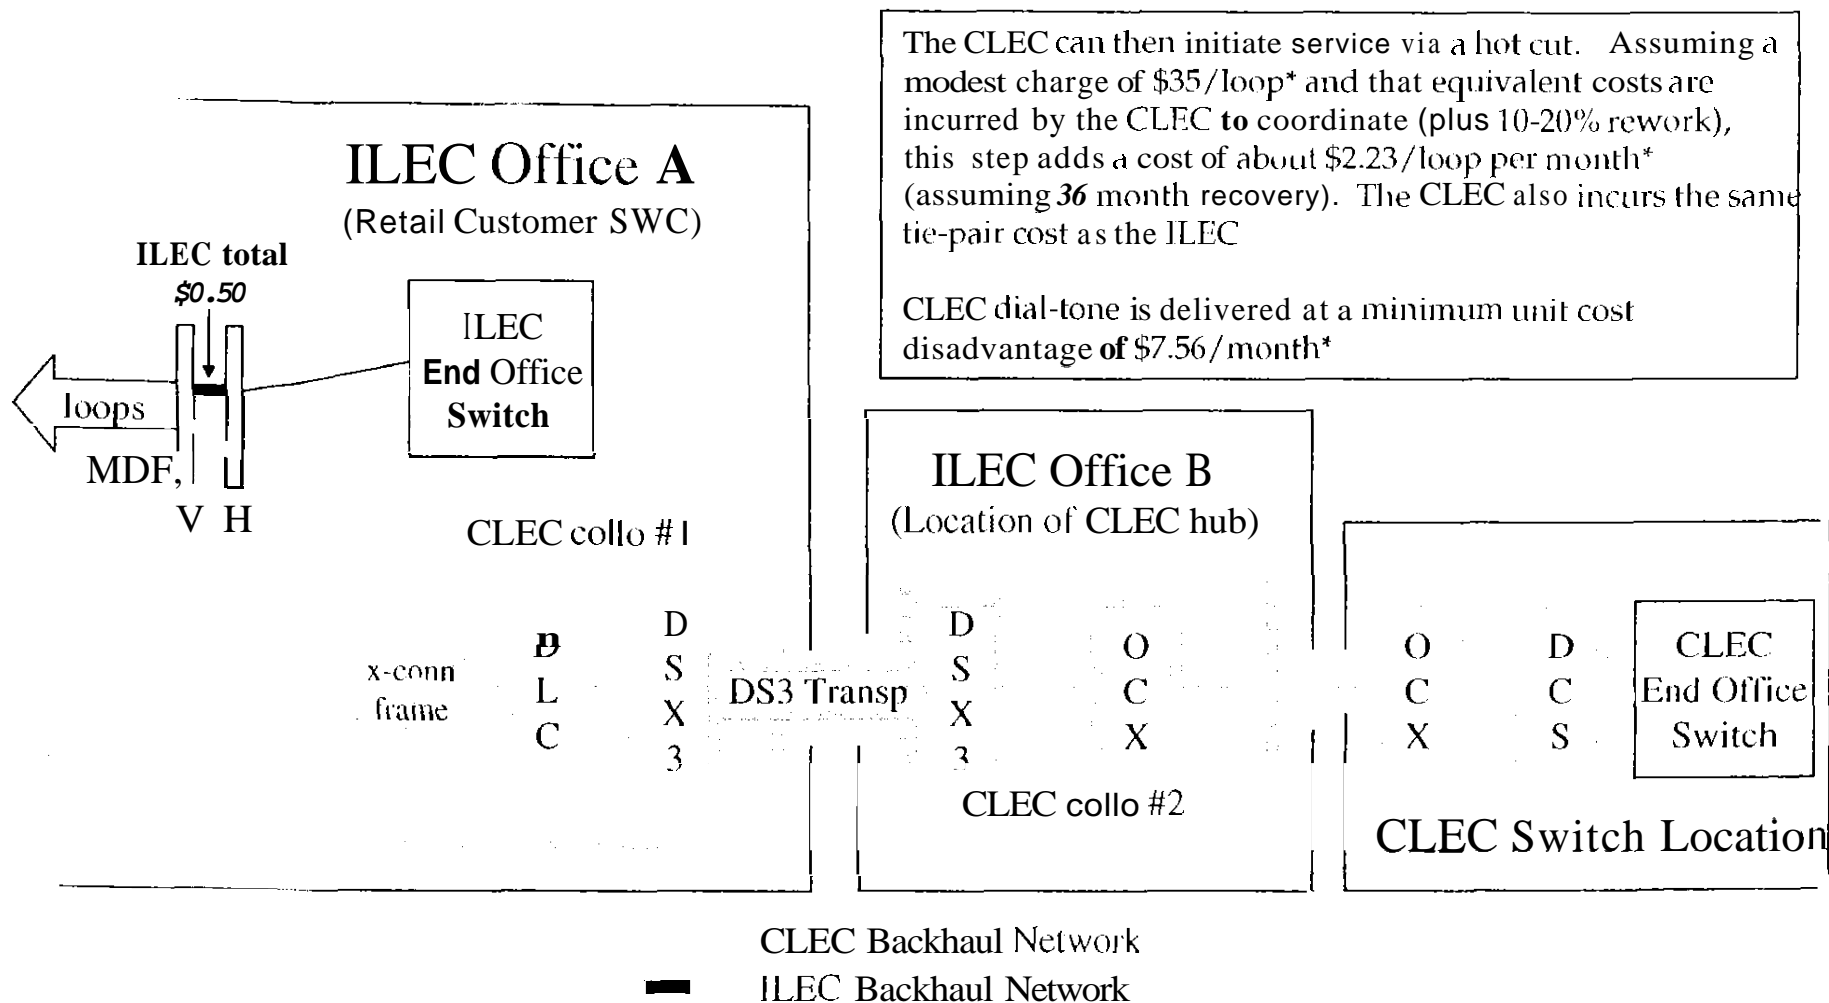 The CLEC can then initiate service via a hot cut. Assuming a
modest charge of $35/loop* and that equivalent costs are
incurred by the CLEC to coordinate (plus 10-20% rework),
this step adds a cost of about $2.23/loop per month*
(assuming 36 month recovery). The CLEC also incurs the same
tie-pair cost as the ILEC
CLEC dial-tone is delivered at a minimum unit cost
disadvantage of $7.56/month*
ILEC Office A
(Retail Customer SWC)
ILEC total
$0.50
ILEC
End Office
Switch
loops
MDF,
V H
CLEC collo #1
x-conn
frame
DLC
DSX3
DS3 Transp
ILEC Office B
(Location of CLEC hub)
DSX3
OCX
CLEC collo #2
OCX
DCS
CLEC
End Office
Switch
CLEC Switch Location
CLEC Backhaul Network
ILEC Backhaul Network